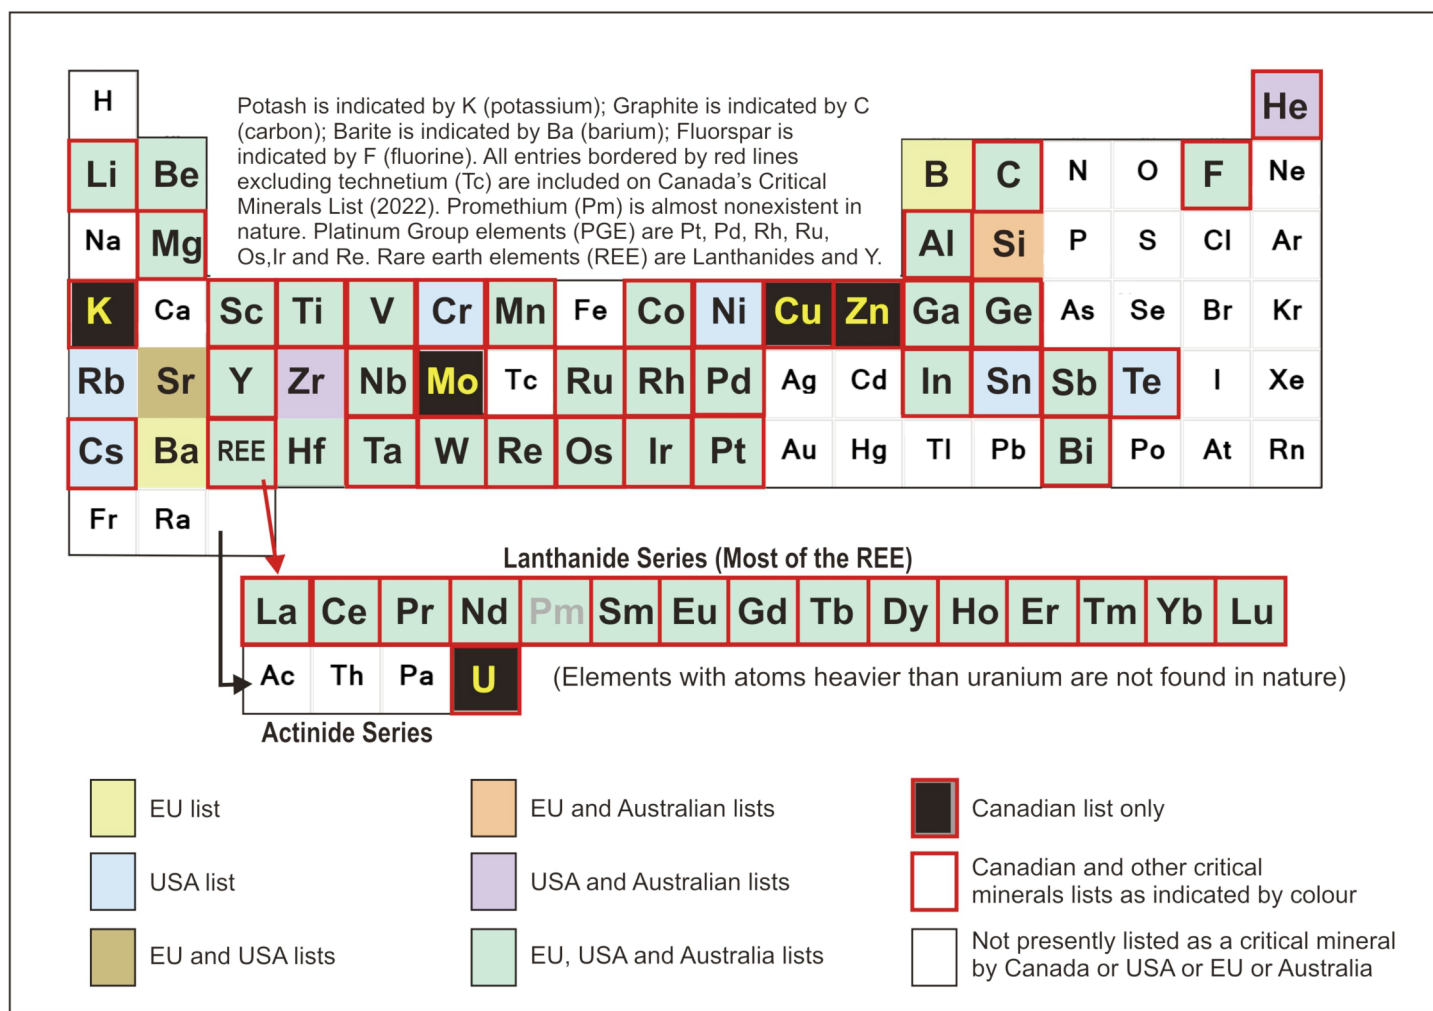 H
He
Potash is indicated by K (potassium); Graphite is indicated by C
(carbon); Barite is indicated by Ba (barium); Fluorspar is
indicated by F (fluorine). All entries bordered by red lines
excluding technetium (Tc) are included on Canada's Critical
Minerals List (2022). Promethium (Pm) is almost nonexistent in
nature. Platinum Group elements (PGE) are Pt, Pd, Rh, Ru,
Os,Ir and Re. Rare earth elements (REE) are Lanthanides and Y.
Li Be B C N O F Ne
Na Mg Al Si P S Cl Ar
K Ca Sc Ti V Cr Mn Fe Co Ni Cu Zn Ga Ge As Se Br Kr
Rb Sr Y Zr Nb Mo Tc Ru Rh Pd Ag Cd In Sn Sb Te I Xe
Cs Ba REE Hf Ta W Re Os Ir Pt Au Hg Tl Pb Bi Po At Rn
Fr Ra
Lanthanide Series (Most of the REE)
La Ce Pr Nd Pm Sm Eu Gd Tb Dy Ho Er Tm Yb Lu
Ac Th Pa U (Elements with atoms heavier than uranium are not found in nature)
Actinide Series
EU list
USA list
EU and USA lists
EU and Australian lists
USA and Australian lists
EU, USA and Australia lists
Canadian list only
Canadian and other critical
minerals lists as indicated by colour
Not presently listed as a critical mineral
by Canada or USA or EU or Australia